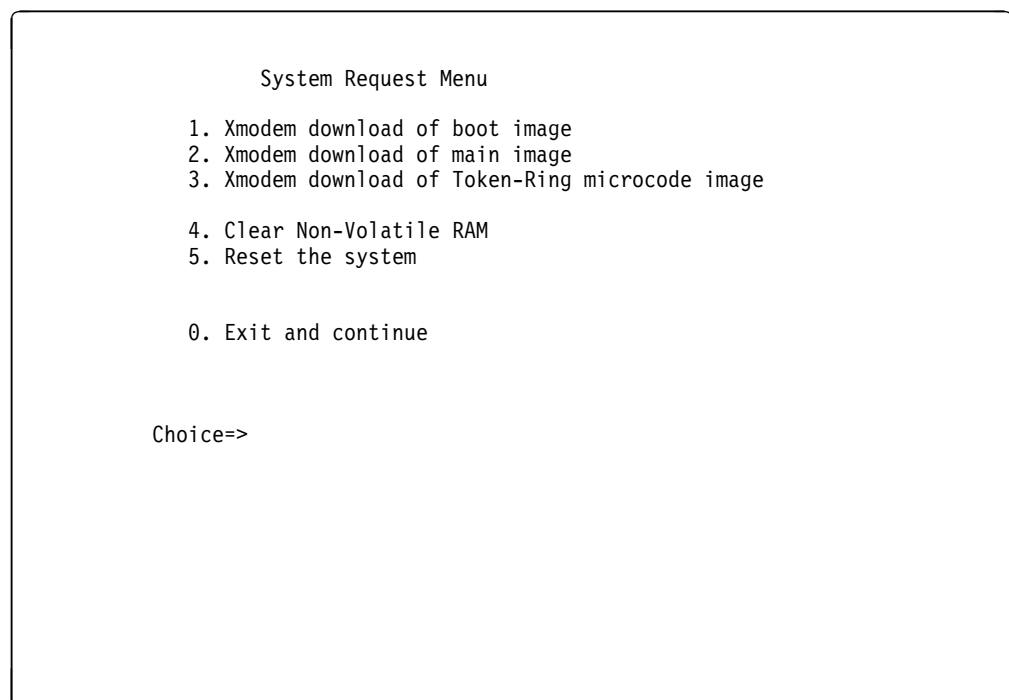 System Request Menu
1. Xmodem download of boot image
2. Xmodem download of main image
3. Xmodem download of Token-Ring microcode image
4. Clear Non-Volatile RAM
5. Reset the system
0. Exit and continue
Choice=>